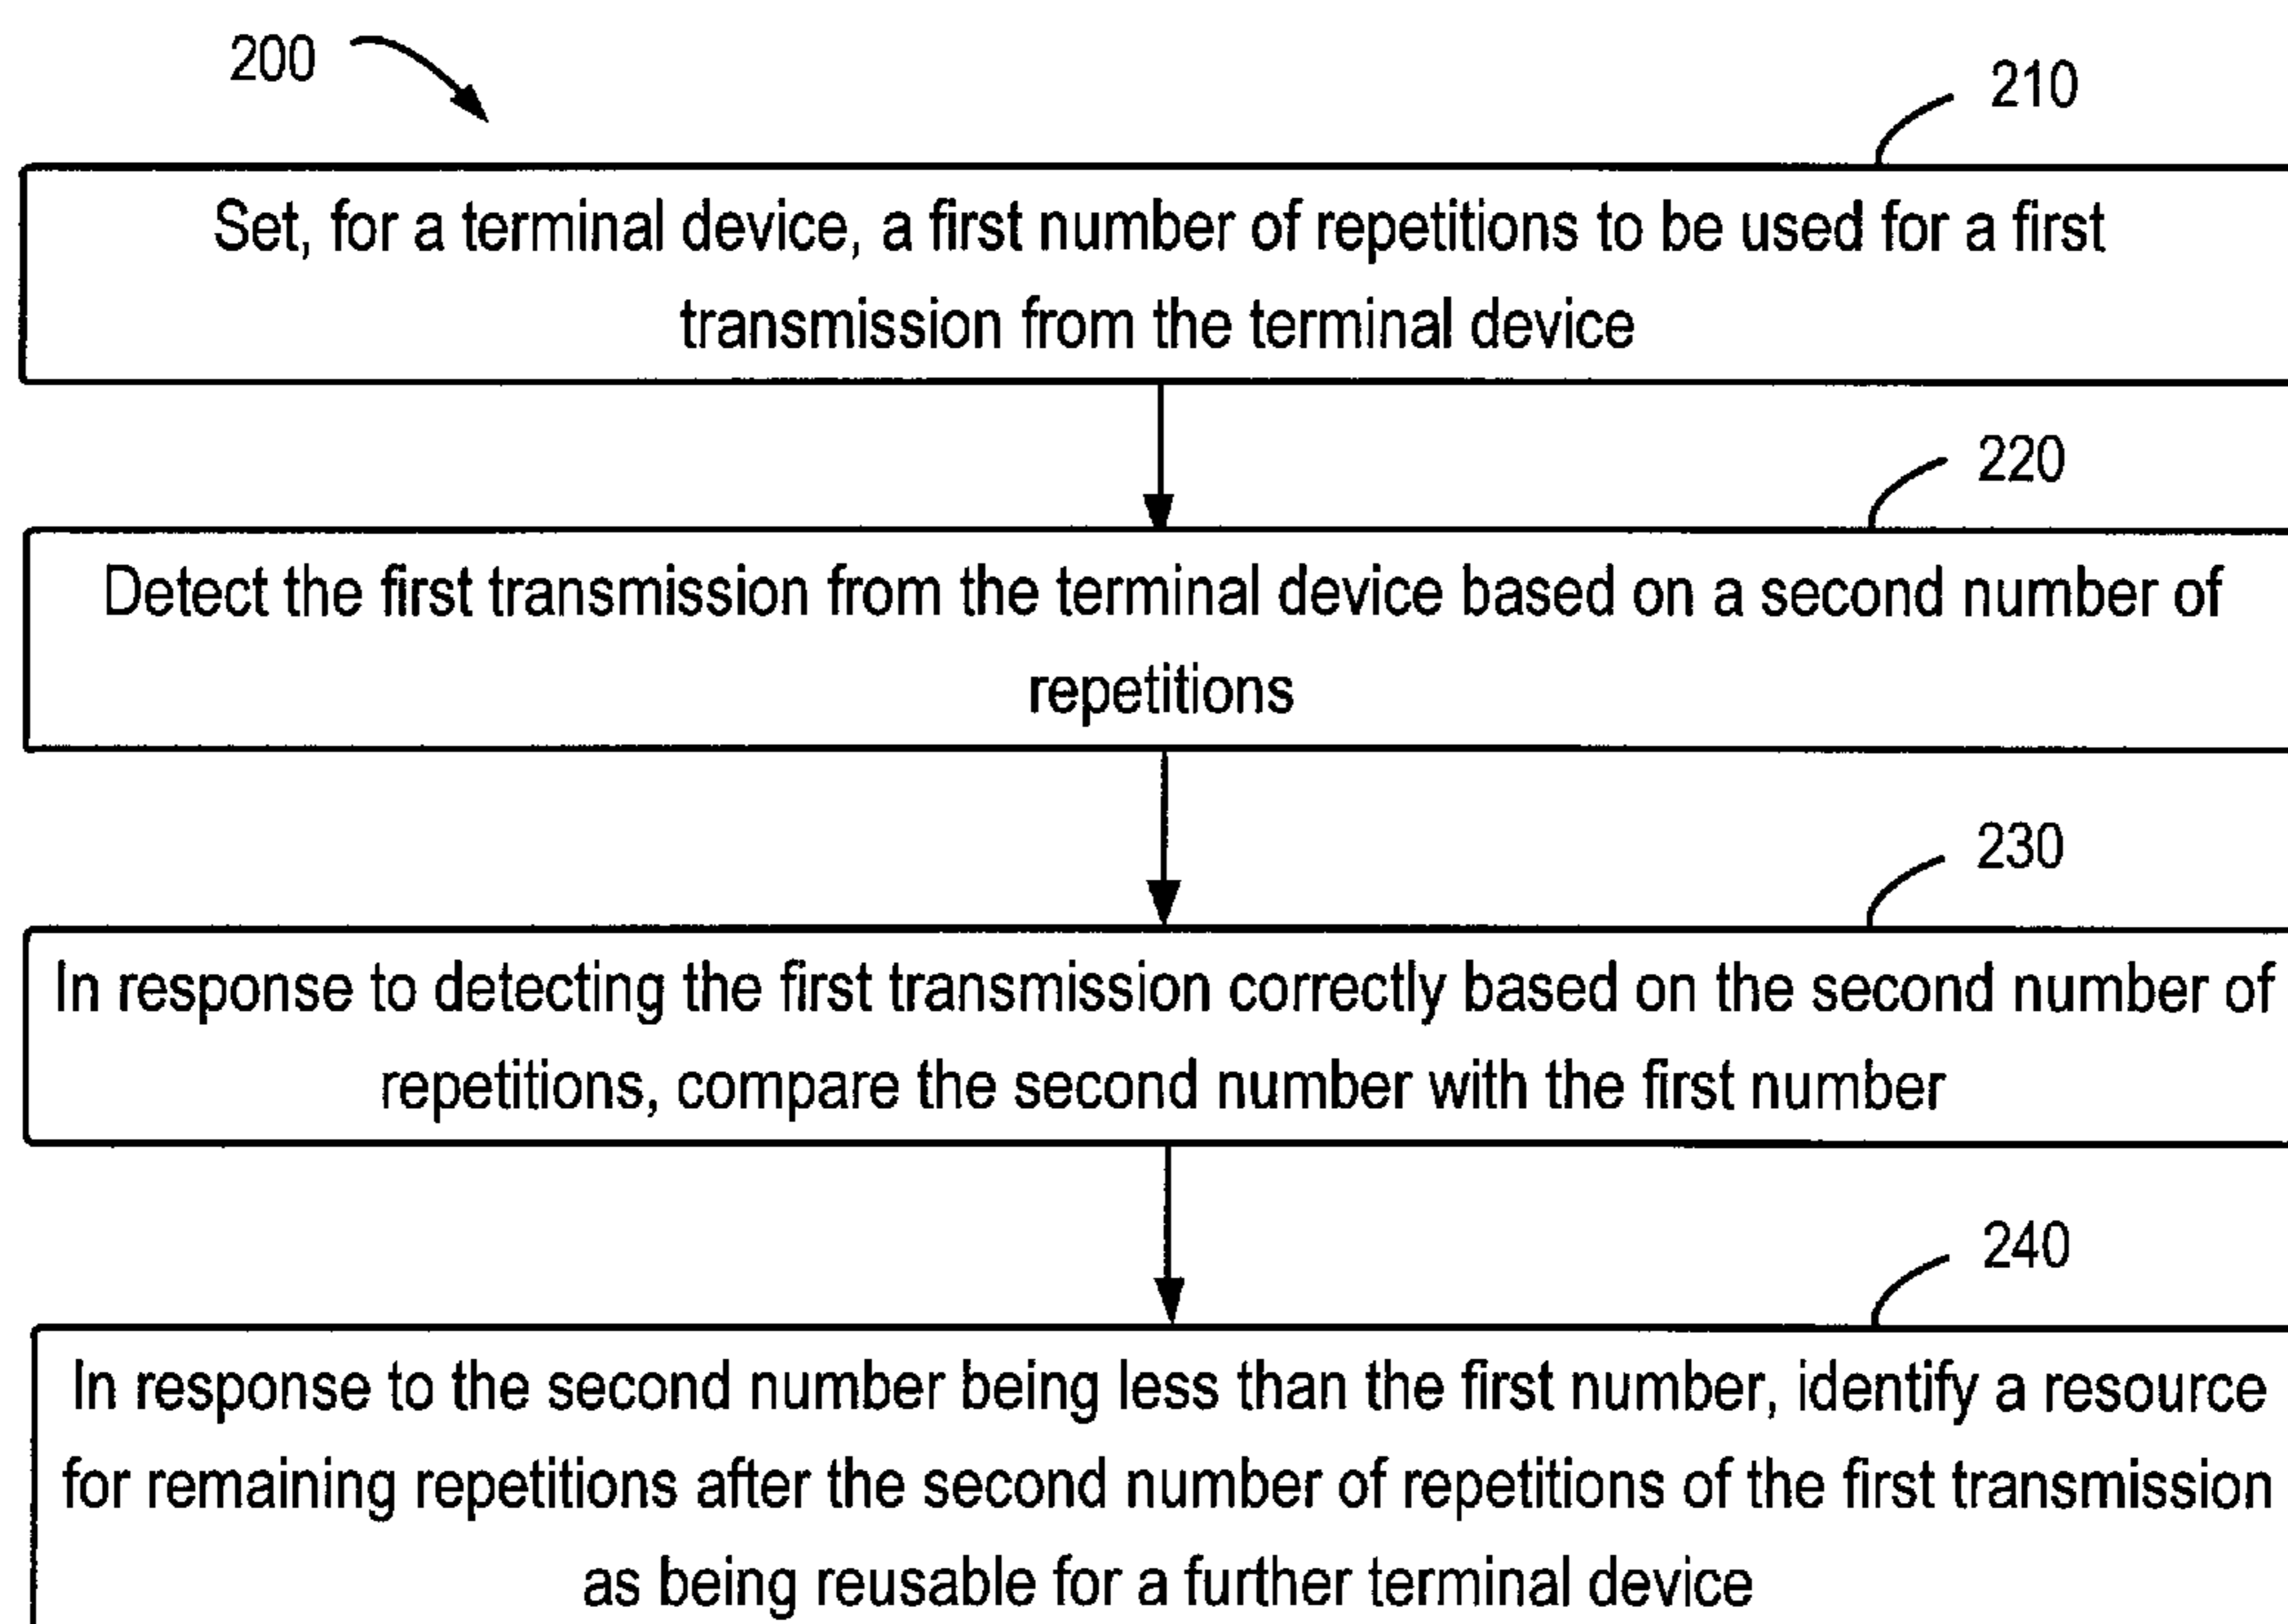 200
210
Set, for a terminal device, a first number of repetitions to be used for a first
transmission from the terminal device
220
Detect the first transmission from the terminal device based on a second number of
repetitions
230
In response to detecting the first transmission correctly based on the second number of
repetitions, compare the second number with the first number
240
In response to the second number being less than the first number, identify a resource
for remaining repetitions after the second number of repetitions of the first transmission
as being reusable for a further terminal device